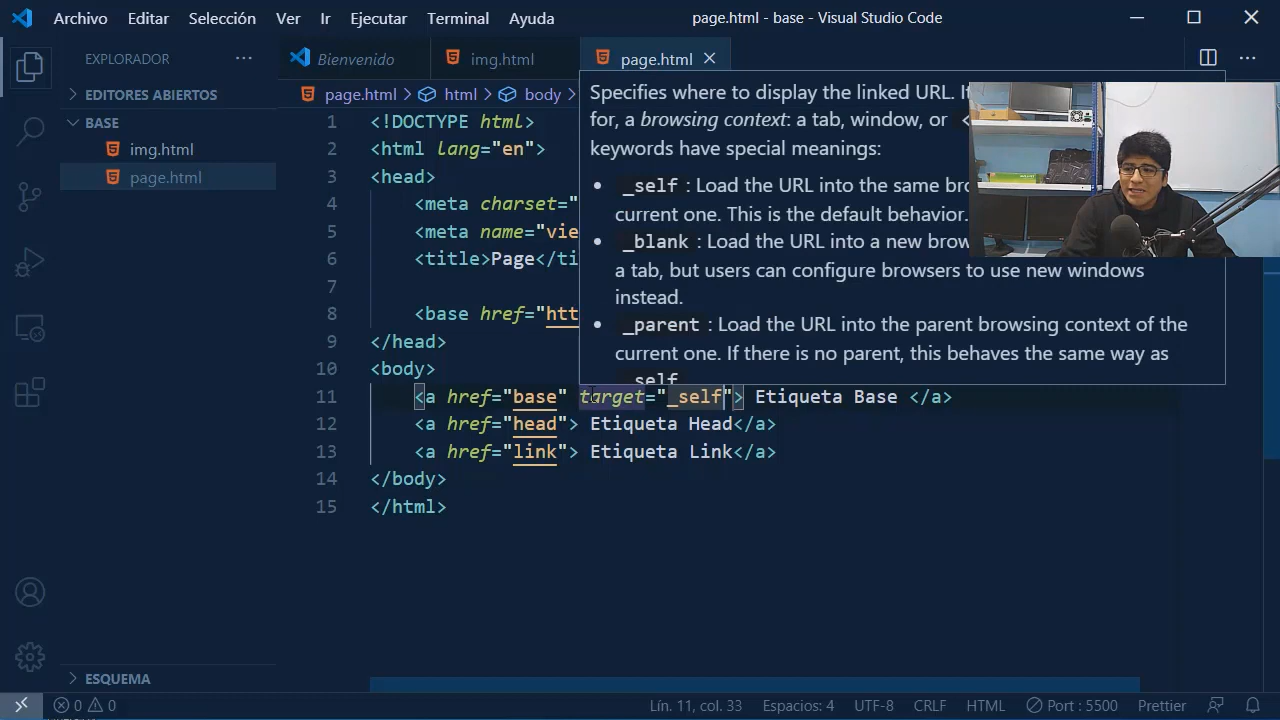 Archivo Editar Selección Ver Ir Ejecutar Terminal Ayuda page.html - base - Visual Studio Code
EXPLORADOR
Bienvenido img.html page.html
EDITORES ABIERTOS
BASE
img.html
page.html
ESQUEMA
page.html > html > body >
1 <!DOCTYPE html>
2 <html lang="en">
3 <head>
4 <meta charset="
5 <meta name="vie
6 <title>Page</ti
7
8 <base href="htt
9 </head>
10 <body>
11 <a href="base" target="_self"> Etiqueta Base </a>
12 <a href="head"> Etiqueta Head</a>
13 <a href="link"> Etiqueta Link</a>
14 </body>
15 </html>
Specifies where to display the linked URL.
for, a browsing context: a tab, window, or <
keywords have special meanings:
• _self : Load the URL into the same bro
current one. This is the default behavior.
• _blank : Load the URL into a new brow
a tab, but users can configure browsers to use new windows
instead.
• _parent : Load the URL into the parent browsing context of the
current one. If there is no parent, this behaves the same way as
_self
0 0 Lín. 11, col. 33 Espacios: 4 UTF-8 CRLF HTML Port : 5500 Prettier